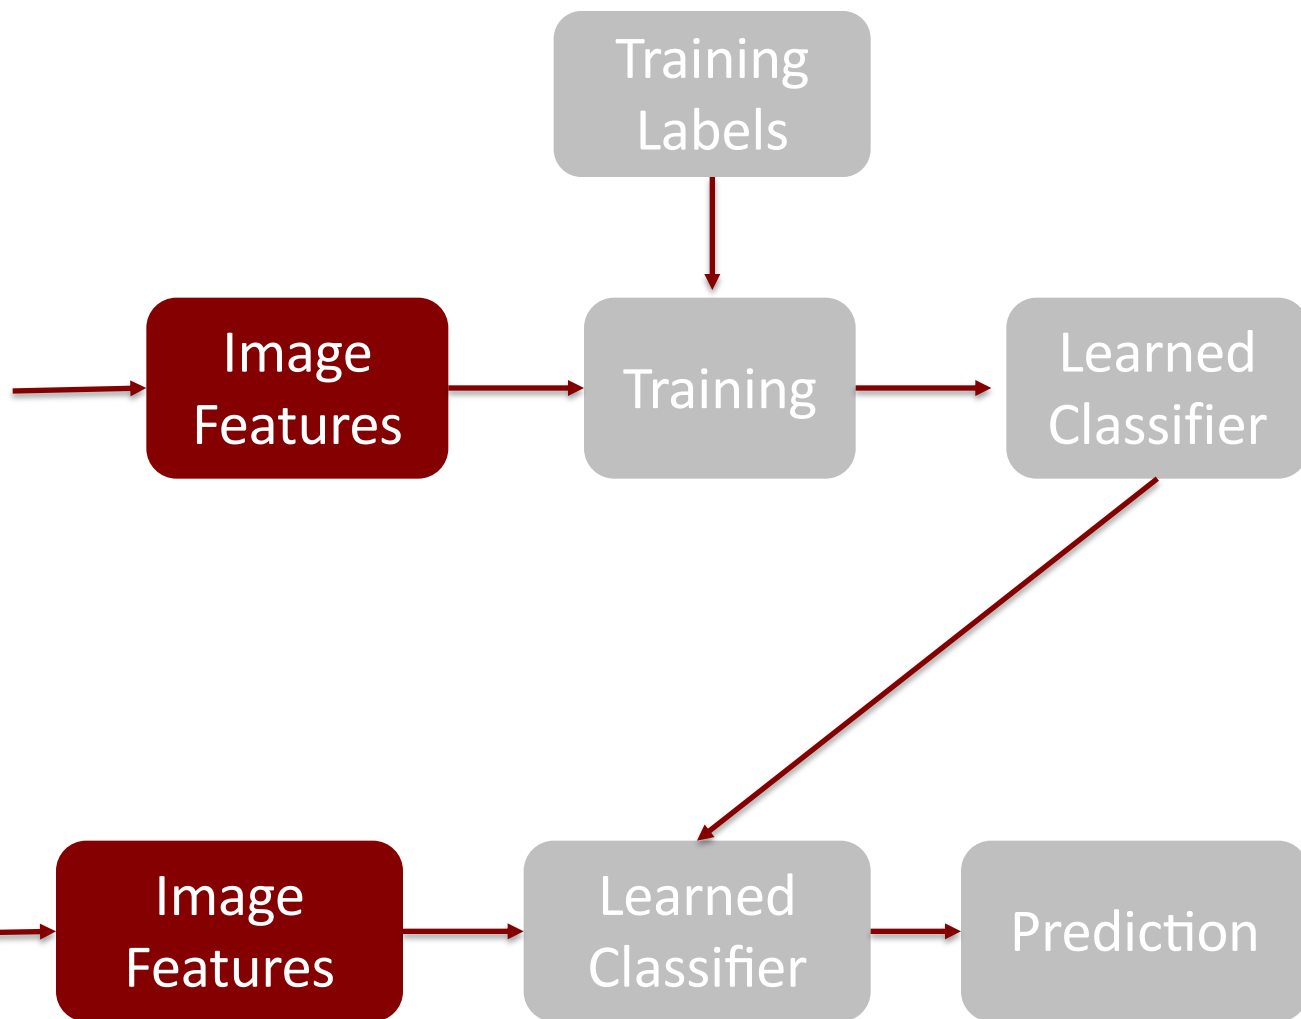 Training
Labels
Image
Features
Training
Learned
Classifier
Image
Features
Learned
Classifier
Prediction